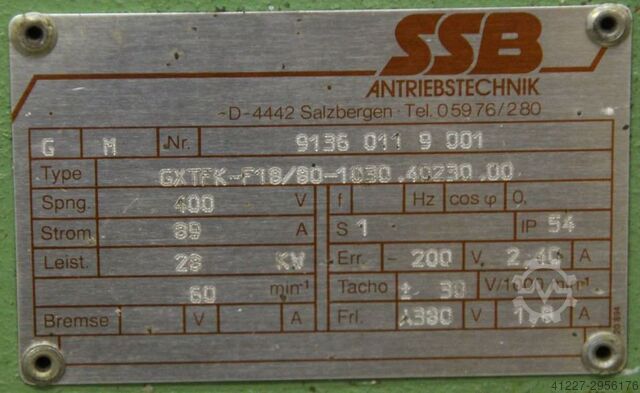 SSB
ANTRIEBSTECHNIK
-D-4442 Salzbergen · Tel. 05976/280
G M Nr. 9136 011 9 001
Type GXTFK-F18/80-1030.40230.00
Spng. 400 V f Hz cos φ 0,
Strom 89 A S 1 IP 54
Leist. 28 KW Err. - 200 V 2.40 A
60 min-1 Tacho ± 30 V/1000 min-1
Bremse V A Frl. 380 V A
41227-2956176